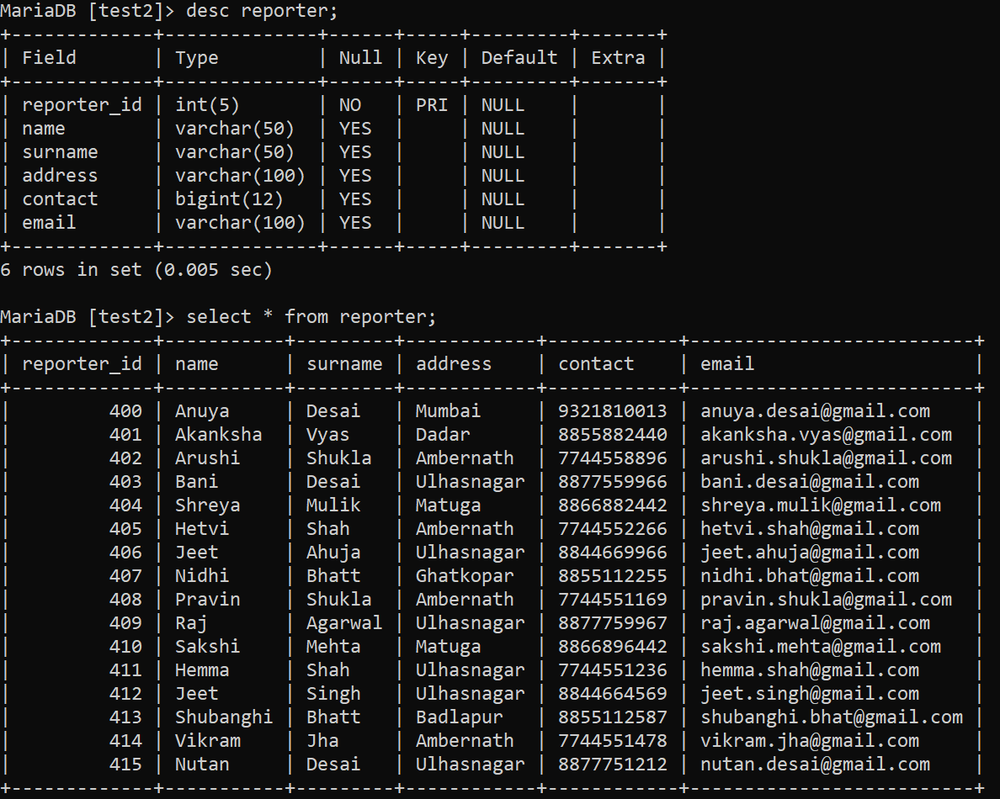 MariaDB [test2]> desc reporter;
+-------------+--------------+------+-----+---------+-------+
| Field       | Type         | Null | Key | Default | Extra |
+-------------+--------------+------+-----+---------+-------+
| reporter_id | int(5)       | NO   | PRI | NULL    |       |
| name        | varchar(50)  | YES  |     | NULL    |       |
| surname     | varchar(50)  | YES  |     | NULL    |       |
| address     | varchar(100) | YES  |     | NULL    |       |
| contact     | bigint(12)   | YES  |     | NULL    |       |
| email       | varchar(100) | YES  |     | NULL    |       |
+-------------+--------------+------+-----+---------+-------+
6 rows in set (0.005 sec)

MariaDB [test2]> select * from reporter;
+-------------+-----------+---------+------------+------------+--------------------------+
| reporter_id | name      | surname | address    | contact    | email                    |
+-------------+-----------+---------+------------+------------+--------------------------+
|         400 | Anuya     | Desai   | Mumbai     | 9321810013 | anuya.desai@gmail.com    |
|         401 | Akanksha  | Vyas    | Dadar      | 8855882440 | akanksha.vyas@gmail.com  |
|         402 | Arushi    | Shukla  | Ambernath  | 7744558896 | arushi.shukla@gmail.com  |
|         403 | Bani      | Desai   | Ulhasnagar | 8877559966 | bani.desai@gmail.com     |
|         404 | Shreya    | Mulik   | Matuga     | 8866882442 | shreya.mulik@gmail.com   |
|         405 | Hetvi     | Shah    | Ambernath  | 7744552266 | hetvi.shah@gmail.com     |
|         406 | Jeet      | Ahuja   | Ulhasnagar | 8844669966 | jeet.ahuja@gmail.com     |
|         407 | Nidhi     | Bhatt   | Ghatkopar  | 8855112255 | nidhi.bhat@gmail.com     |
|         408 | Pravin    | Shukla  | Ambernath  | 7744551169 | pravin.shukla@gmail.com  |
|         409 | Raj       | Agarwal | Ulhasnagar | 8877759967 | raj.agarwal@gmail.com    |
|         410 | Sakshi    | Mehta   | Matuga     | 8866896442 | sakshi.mehta@gmail.com   |
|         411 | Hemma     | Shah    | Ulhasnagar | 7744551236 | hemma.shah@gmail.com     |
|         412 | Jeet      | Singh   | Ulhasnagar | 8844664569 | jeet.singh@gmail.com     |
|         413 | Shubanghi | Bhatt   | Badlapur   | 8855112587 | shubanghi.bhat@gmail.com |
|         414 | Vikram    | Jha     | Ambernath  | 7744551478 | vikram.jha@gmail.com     |
|         415 | Nutan     | Desai   | Ulhasnagar | 8877751212 | nutan.desai@gmail.com    |
+-------------+-----------+---------+------------+------------+--------------------------+